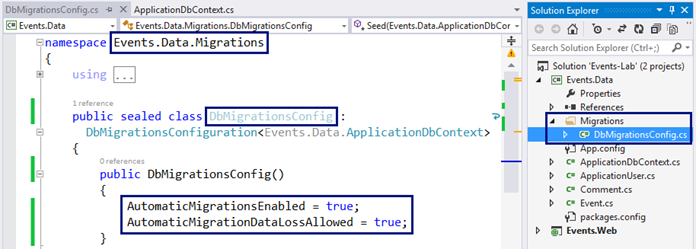 DbMigrationsConfig.cs ApplicationDbContext.cs
Events.Data Events.Data.Migrations.DbMigrationsConfig Seed(Events.Data.ApplicationDbCor
namespace Events.Data.Migrations
{
using ...
1 reference
public sealed class DbMigrationsConfig :
DbMigrationsConfiguration<Events.Data.ApplicationDbContext>
{
0 references
public DbMigrationsConfig()
{
AutomaticMigrationsEnabled = true;
AutomaticMigrationDataLossAllowed = true;
}
Solution Explorer
Search Solution Explorer (Ctrl+;)
Solution 'Events-Lab' (2 projects)
Events.Data
Properties
References
Migrations
DbMigrationsConfig.cs
App.config
ApplicationDbContext.cs
ApplicationUser.cs
Comment.cs
Event.cs
packages.config
Events.Web